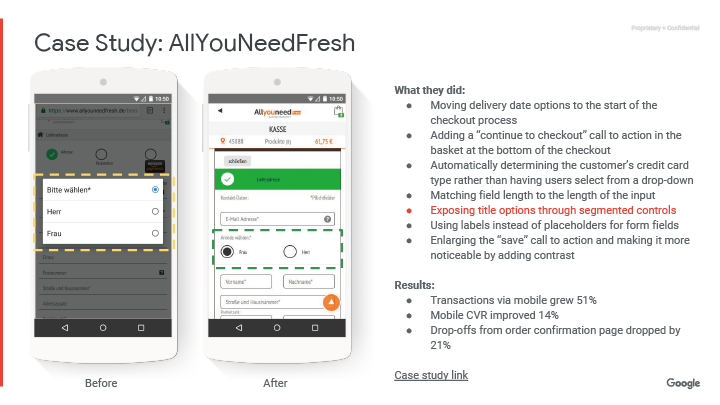 Proprietary + Confidential
Case Study: AllYouNeedFresh
10:50
https://www.allyouneedfresh.de/
Lieferadresse
Adresse
Bitte wählen*
Herr
Frau
Straße und Hausnummer*
Before
10:50
Allyouneed
KASSE
45988 Produkte (6) 61,75 €
schließen
Lieferadresse
Kontakt-Daten: *Pflichtfelder
E-Mail Adresse*
Anrede wählen:*
Frau Herr
Vorname* Nachname*
Straße und Hausnummer*
After
What they did:
● Moving delivery date options to the start of the
checkout process
● Adding a “continue to checkout” call to action in the
basket at the bottom of the checkout
● Automatically determining the customer’s credit card
type rather than having users select from a drop-down
● Matching field length to the length of the input
● Exposing title options through segmented controls
● Using labels instead of placeholders for form fields
● Enlarging the “save” call to action and making it more
noticeable by adding contrast
Results:
● Transactions via mobile grew 51%
● Mobile CVR improved 14%
● Drop-offs from order confirmation page dropped by
21%
Case study link
Google